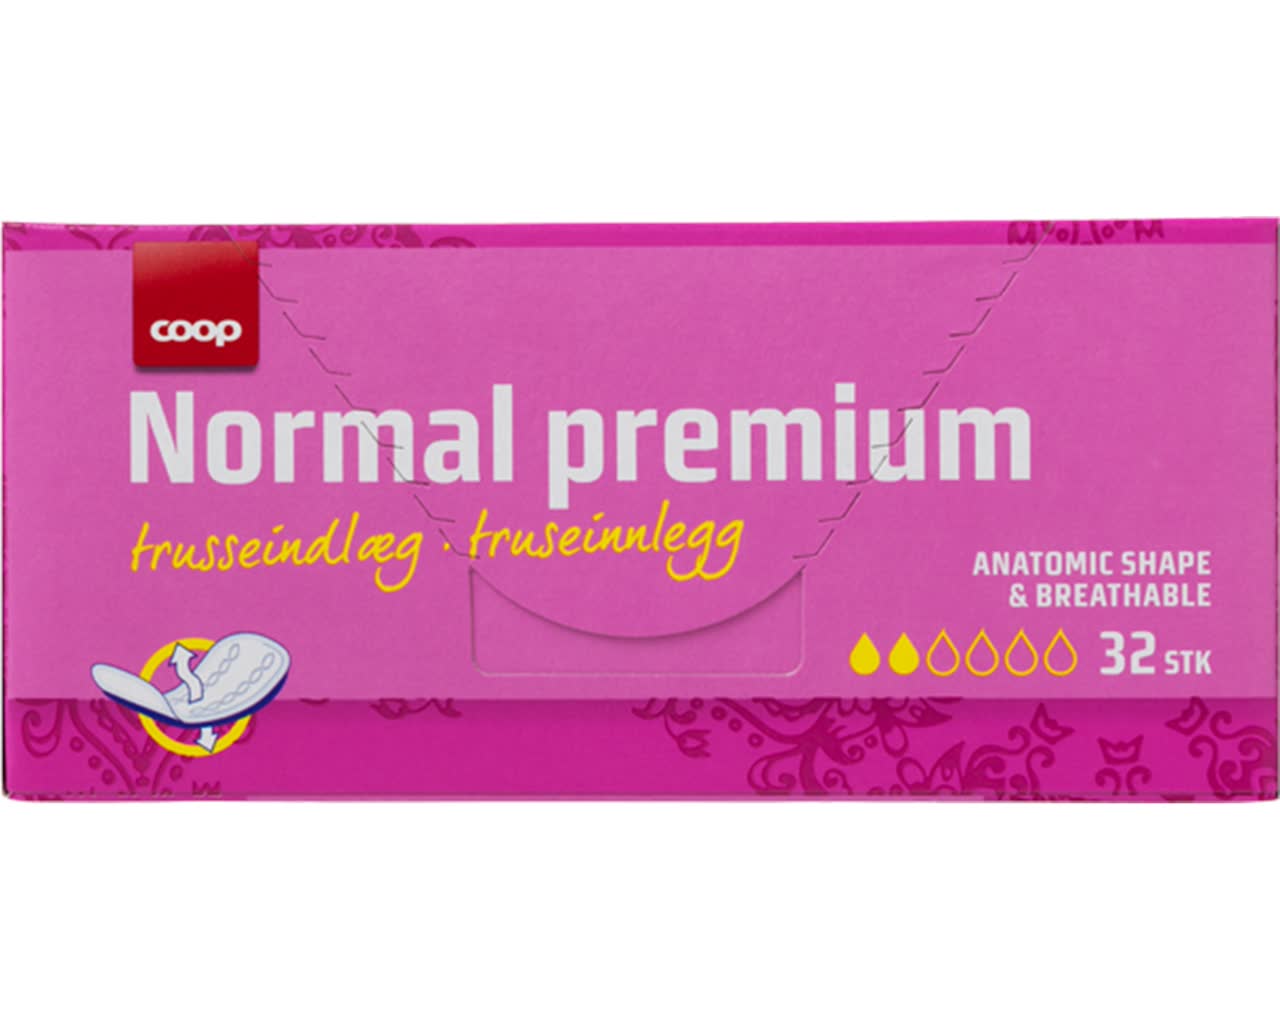 coop
Normal premium
trusseindlæg · truseinnlegg
ANATOMIC SHAPE
& BREATHABLE
32 STK